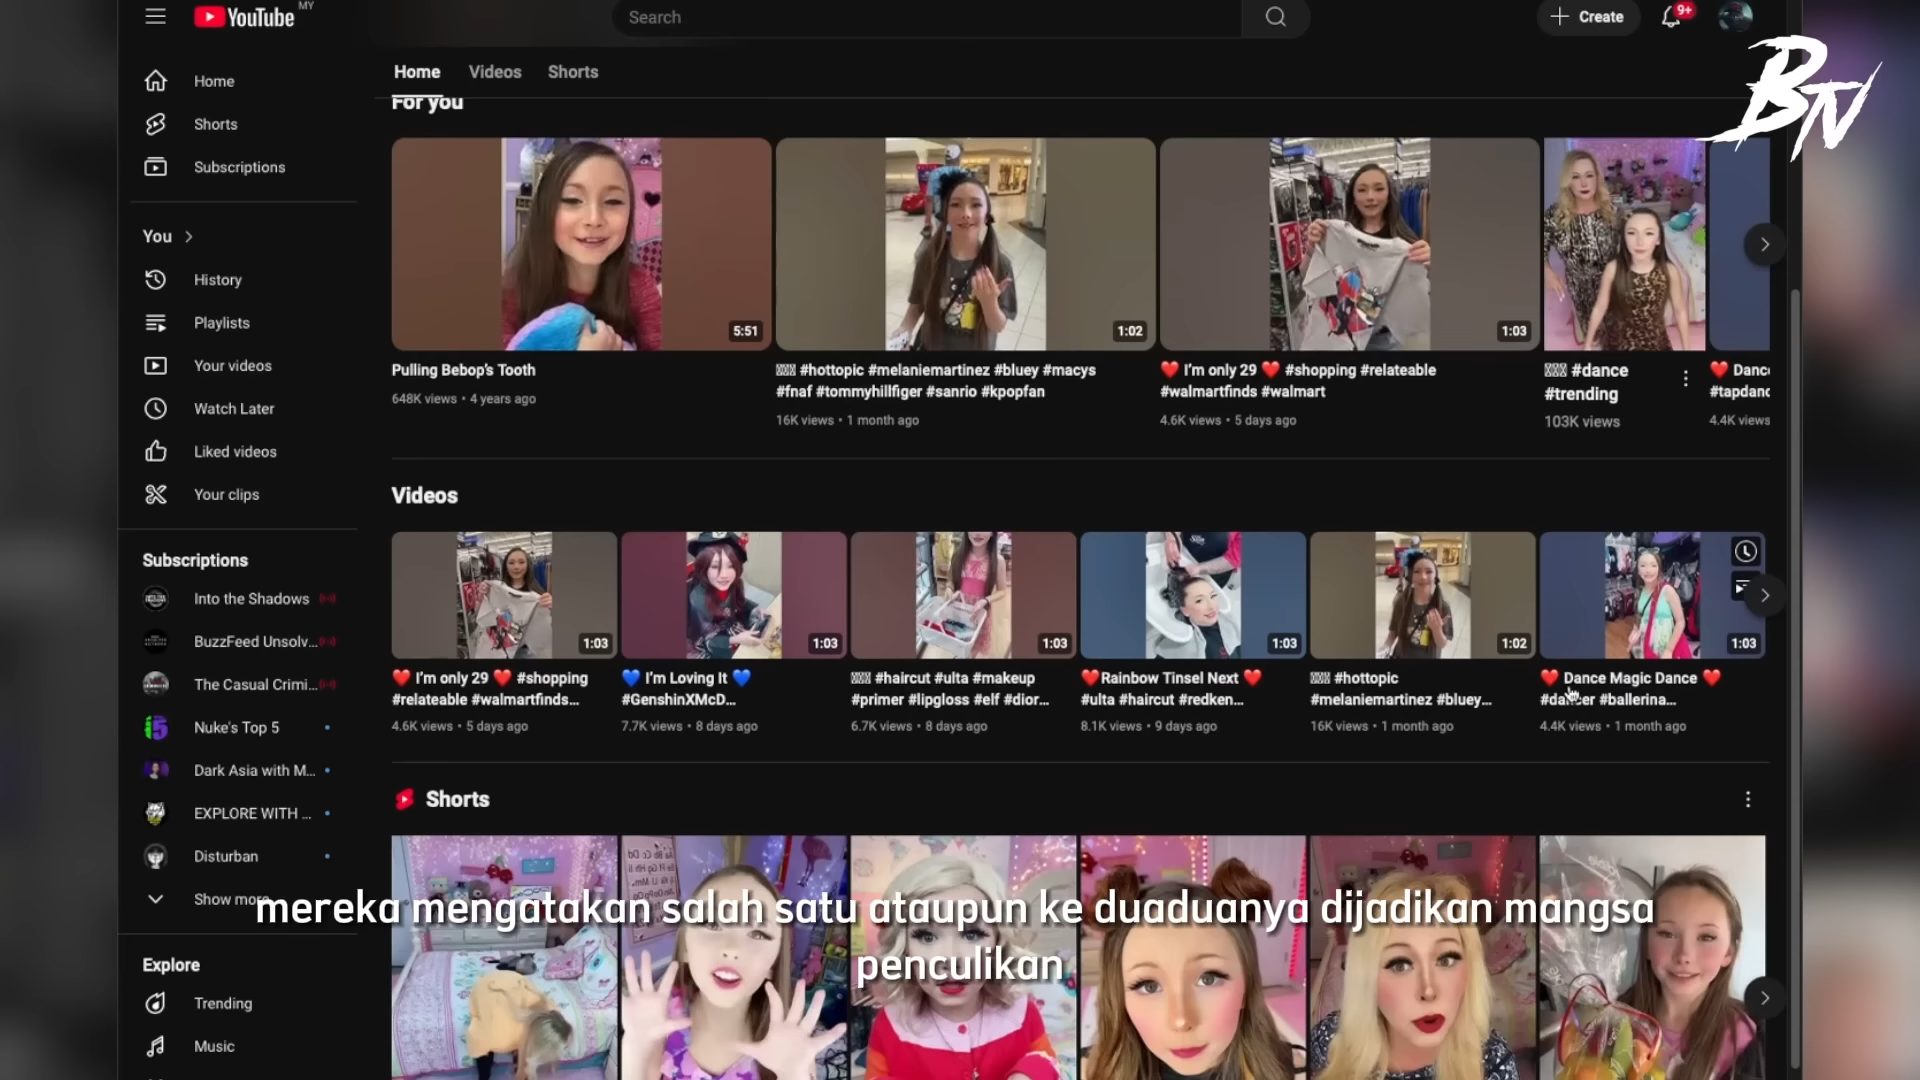 YouTube MY
Search
Create
9+
BTV
Home
Shorts
Subscriptions
You
History
Playlists
Your videos
Watch Later
Liked videos
Your clips
Subscriptions
Into the Shadows
BuzzFeed Unsolv...
The Casual Crimi...
Nuke's Top 5
Dark Asia with M...
EXPLORE WITH ...
Disturban
Show more
Explore
Trending
Music
Home Videos Shorts
For you
5:51
Pulling Bebop's Tooth
648K views • 4 years ago
1:02
#hottopic #melaniemartinez #bluey #macys
#fnaf #tommyhillfiger #sanrio #kpopfan
16K views • 1 month ago
1:03
❤️ I'm only 29 ❤️ #shopping #relateable
#walmartfinds #walmart
4.6K views • 5 days ago
#dance
#trending
103K views
❤️ Danc
#tapdanc
4.4K views
Videos
1:03
❤️ I'm only 29 ❤️ #shopping
#relateable #walmartfinds...
4.6K views • 5 days ago
1:03
💙 I'm Loving It 💙
#GenshinXMcD...
7.7K views • 8 days ago
1:03
#haircut #ulta #makeup
#primer #lipgloss #elf #dior...
6.7K views • 8 days ago
1:03
❤️Rainbow Tinsel Next ❤️
#ulta #haircut #redken...
8.1K views • 9 days ago
1:02
#hottopic
#melaniemartinez #bluey...
16K views • 1 month ago
1:03
❤️ Dance Magic Dance ❤️
#dancer #ballerina...
4.4K views • 1 month ago
Shorts
mereka mengatakan salah satu ataupun ke duaduanya dijadikan mangsa
penculikan